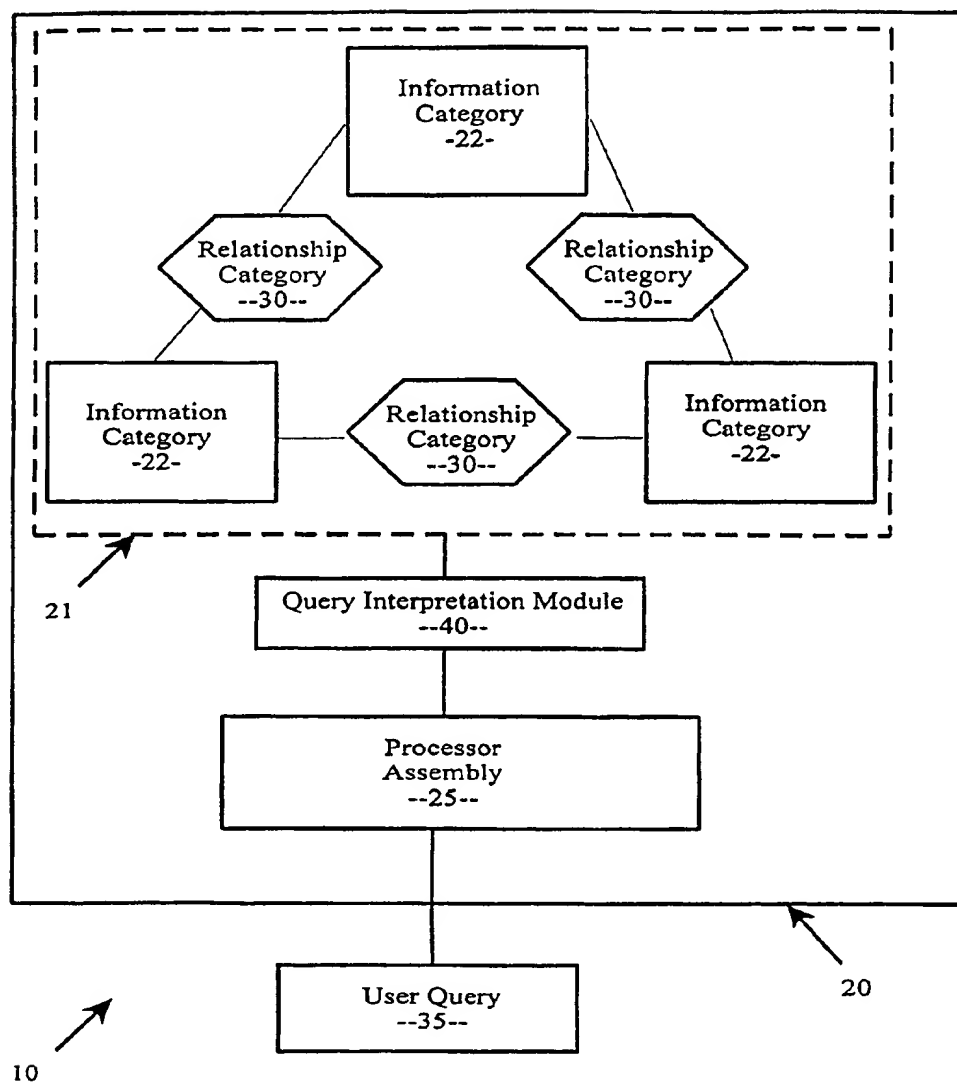 Information
Category
-22-
Relationship
Category
--30--
Relationship
Category
--30--
Information
Category
-22-
Relationship
Category
--30--
Information
Category
-22-
21
Query Interpretation Module
--40--
Processor
Assembly
--25--
20
User Query
--35--
10